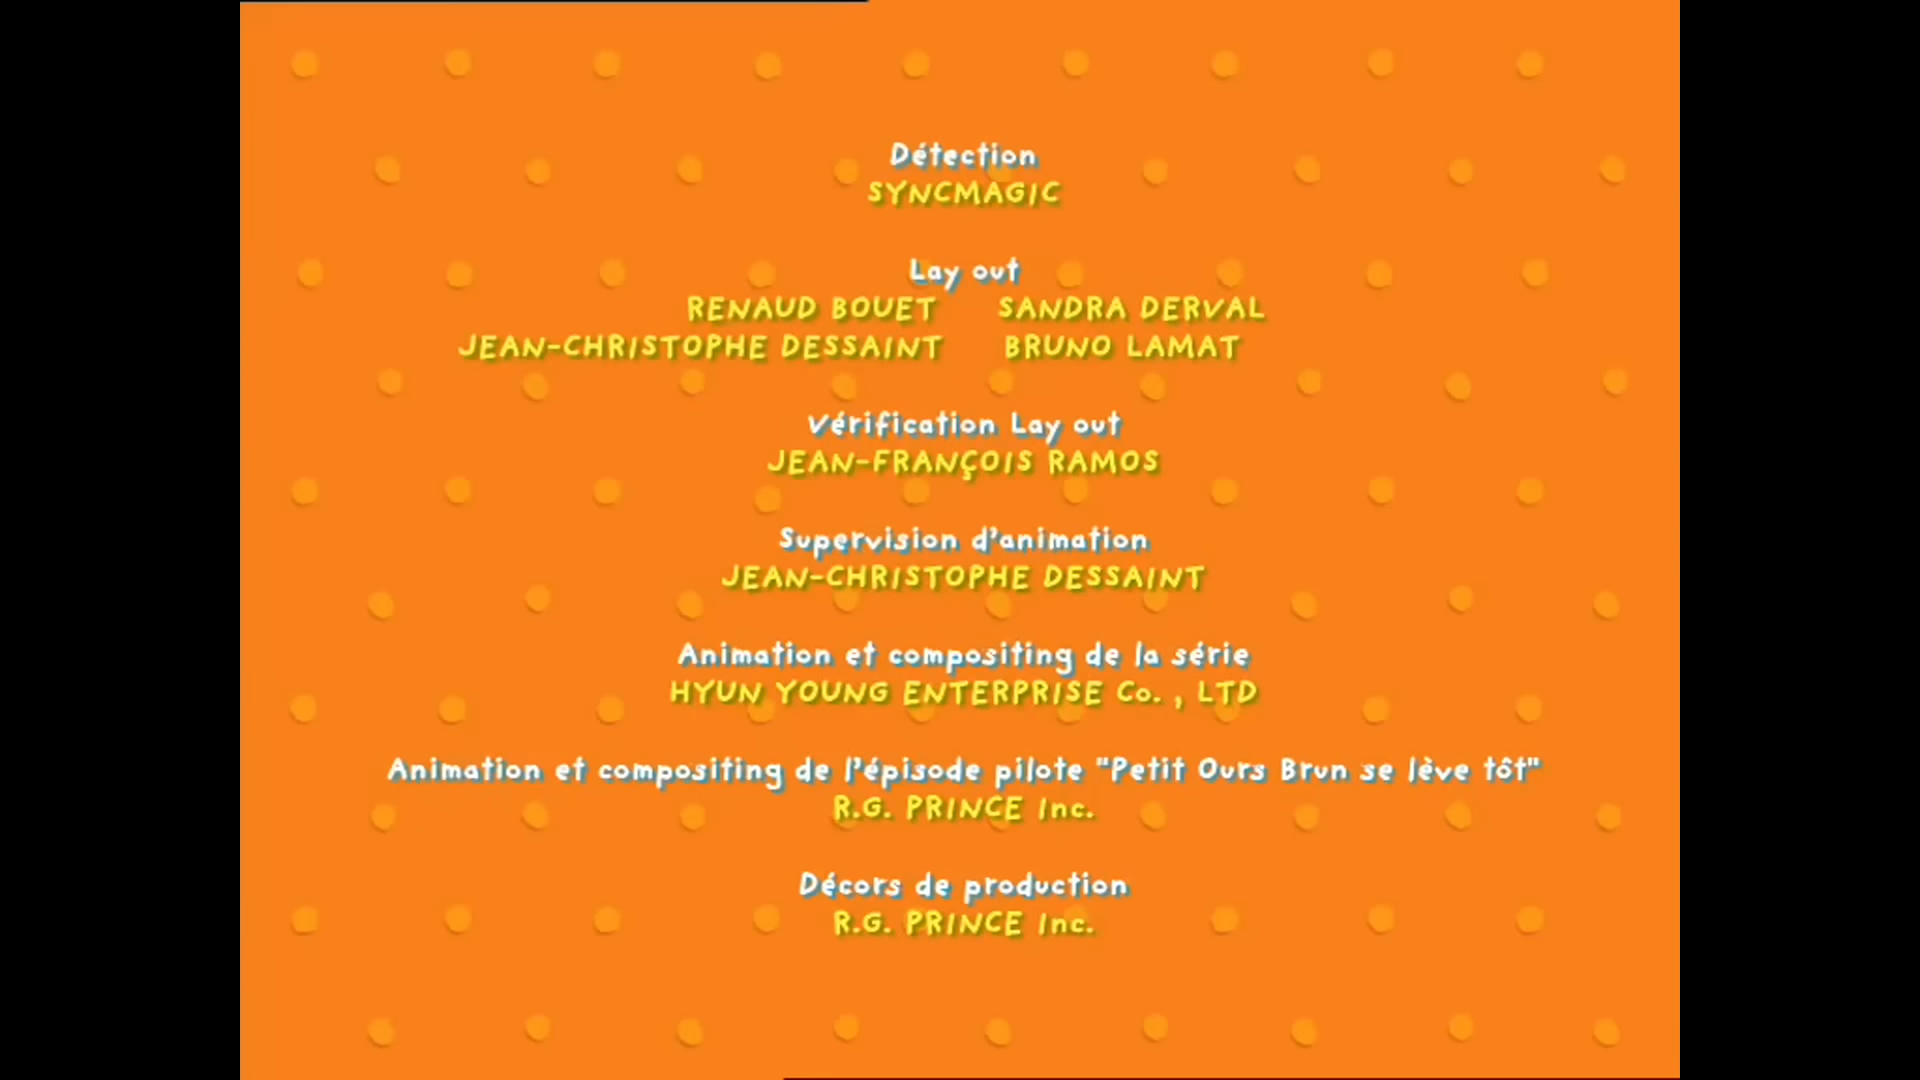 Détection
SYNCMAGIC
Lay out
RENAUD BOUET SANDRA DERVAL
JEAN-CHRISTOPHE DESSAINT BRUNO LAMAT
Vérification Lay out
JEAN-FRANÇOIS RAMOS
Supervision d'animation
JEAN-CHRISTOPHE DESSAINT
Animation et compositing de la série
HYUN YOUNG ENTERPRISE Co. , LTD
Animation et compositing de l'épisode pilote "Petit Ours Brun se lève tôt"
R.G. PRINCE Inc.
Décors de production
R.G. PRINCE Inc.